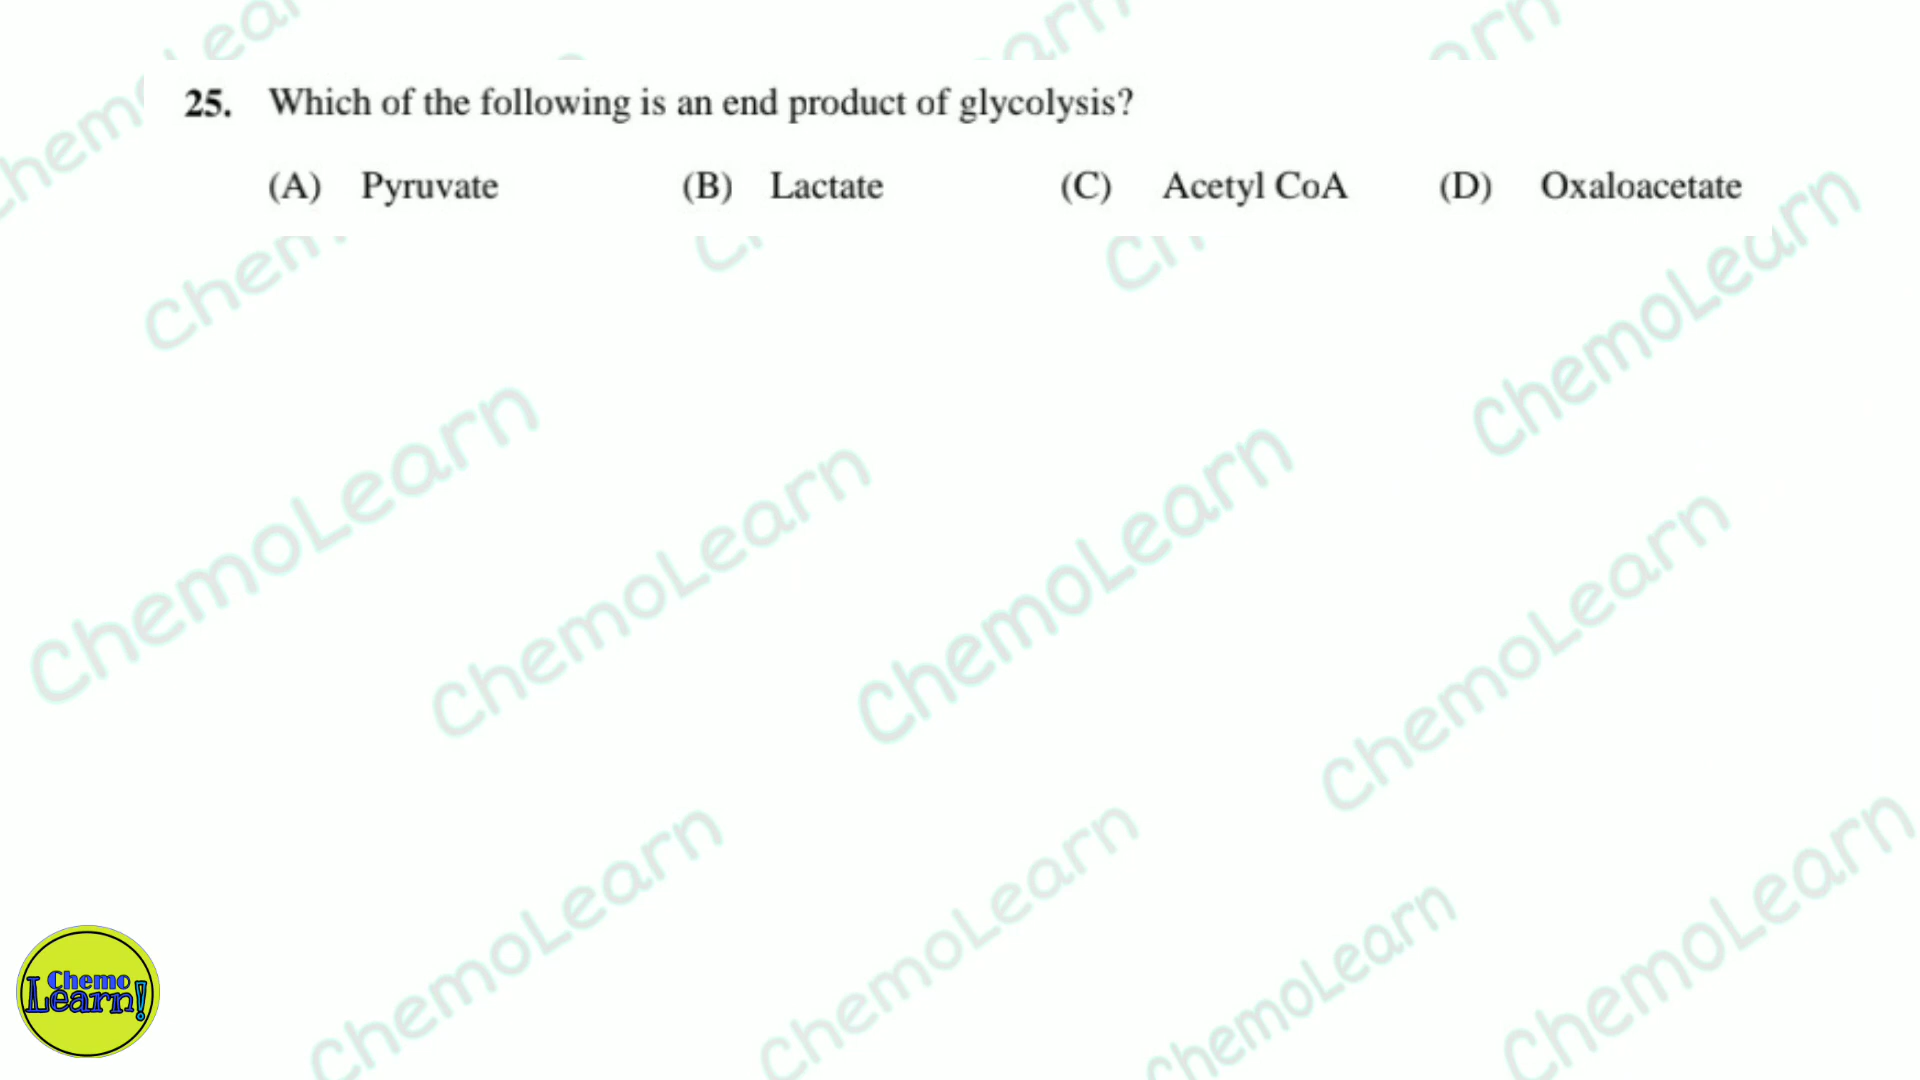 ChemoLearn
25. Which of the following is an end product of glycolysis?
(A) Pyruvate (B) Lactate (C) Acetyl CoA (D) Oxaloacetate
ChemoLearn
ChemoLearn
ChemoLearn
ChemoLearn
ChemoLearn
ChemoLearn
ChemoLearn
ChemoLearn
ChemoLearn
Chemo
Learn!